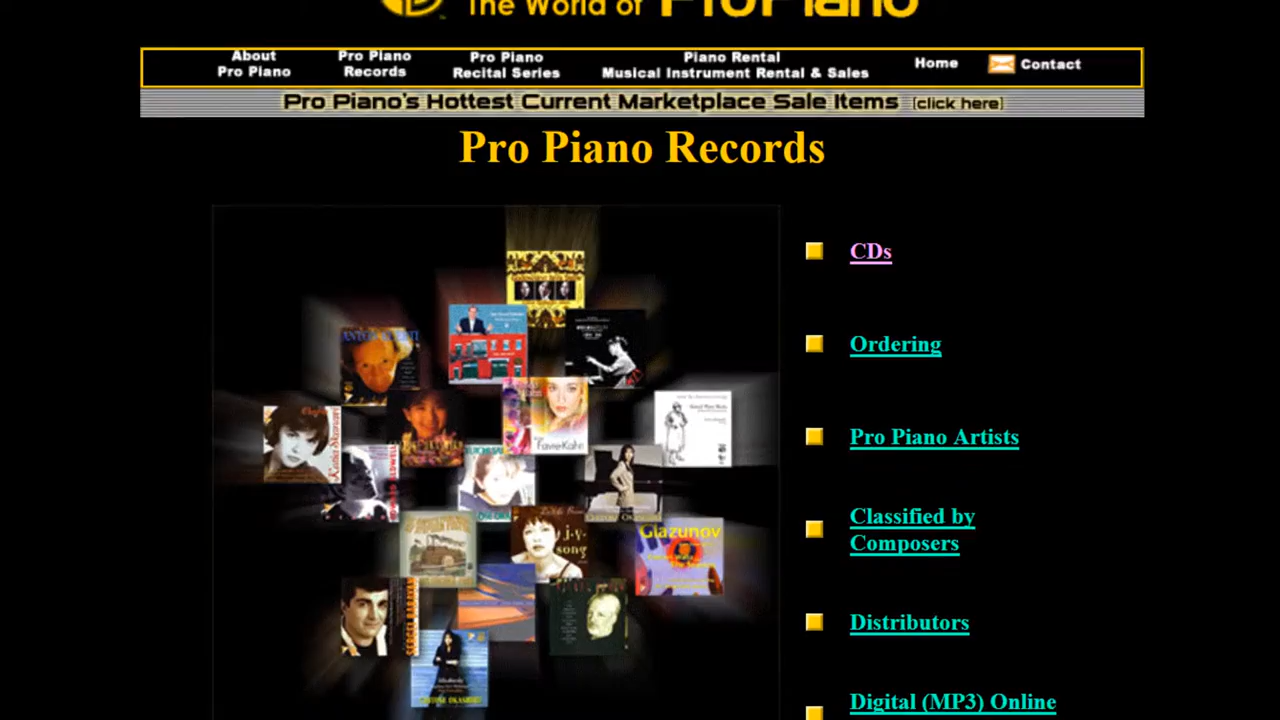 The World of ProPiano
About Pro Piano
Pro Piano Records
Pro Piano Recital Series
Piano Rental Musical Instrument Rental & Sales
Home
Contact
Pro Piano's Hottest Current Marketplace Sale Items [click here]
Pro Piano Records
CDs
Ordering
Pro Piano Artists
Classified by
Composers
Distributors
Digital (MP3) Online
Glazunov
j.y.
song
Favie Kahn